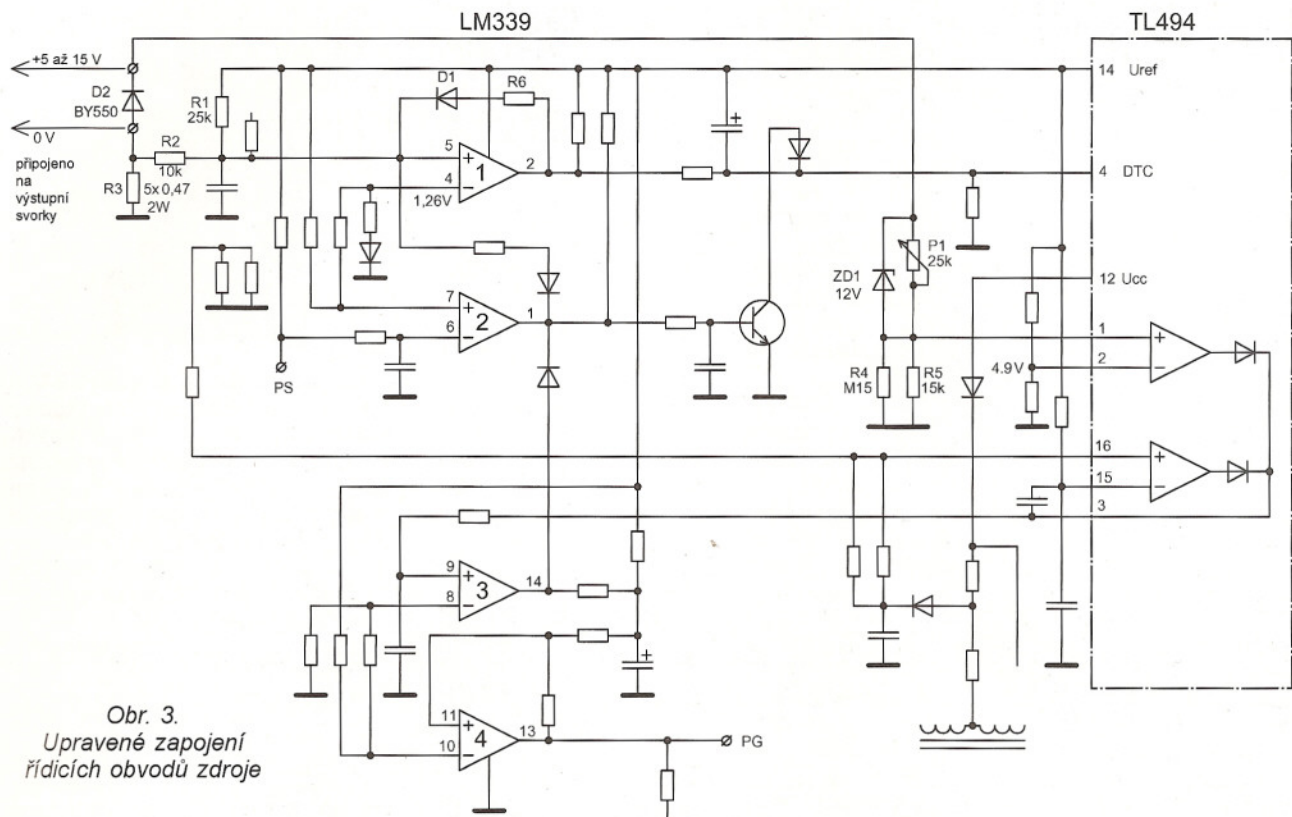 LM339
TL494
+5 až 15 V
D2
BY550
0 V
připojeno
na
výstupní
svorky
R1
25k
R2
10k
R3
5x 0,47
2W
D1
R6
5
+
4
−
1
2
1,26V
14 Uref
4 DTC
12 Ucc
+
7
+
6
−
2
1
PS
P1
25k
ZD1
12V
R4
M15
R5
15k
4.9V
1
+
2
−
16
+
15
−
3
9
+
8
−
3
14
+
11
+
10
−
4
13
PG
Obr. 3.
Upravené zapojení
řídicích obvodů zdroje